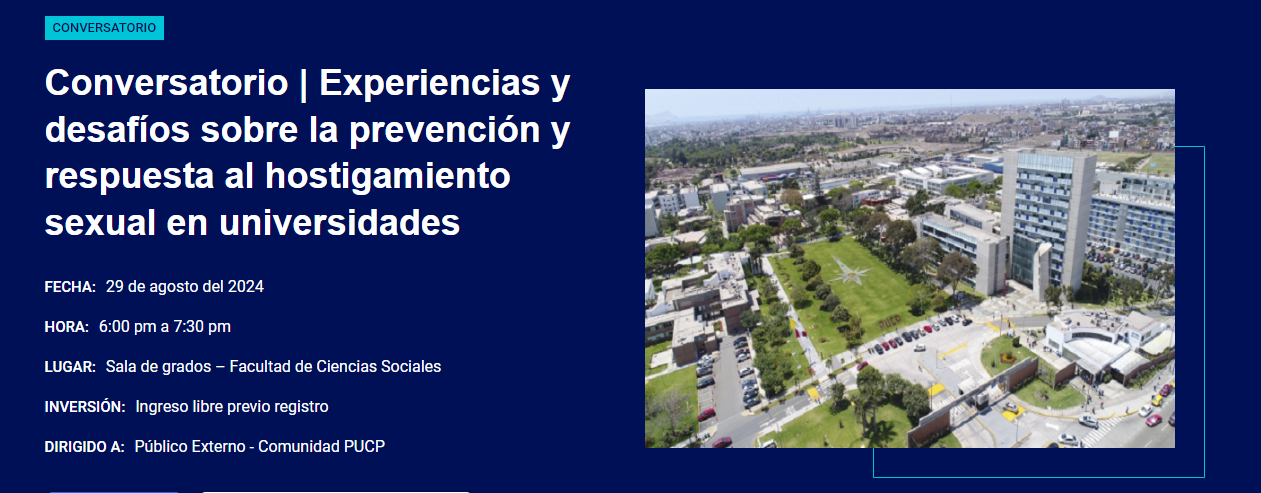 CONVERSATORIO
Conversatorio | Experiencias y
desafíos sobre la prevención y
respuesta al hostigamiento
sexual en universidades
FECHA: 29 de agosto del 2024
HORA: 6:00 pm a 7:30 pm
LUGAR: Sala de grados – Facultad de Ciencias Sociales
INVERSIÓN: Ingreso libre previo registro
DIRIGIDO A: Público Externo - Comunidad PUCP
PUCP